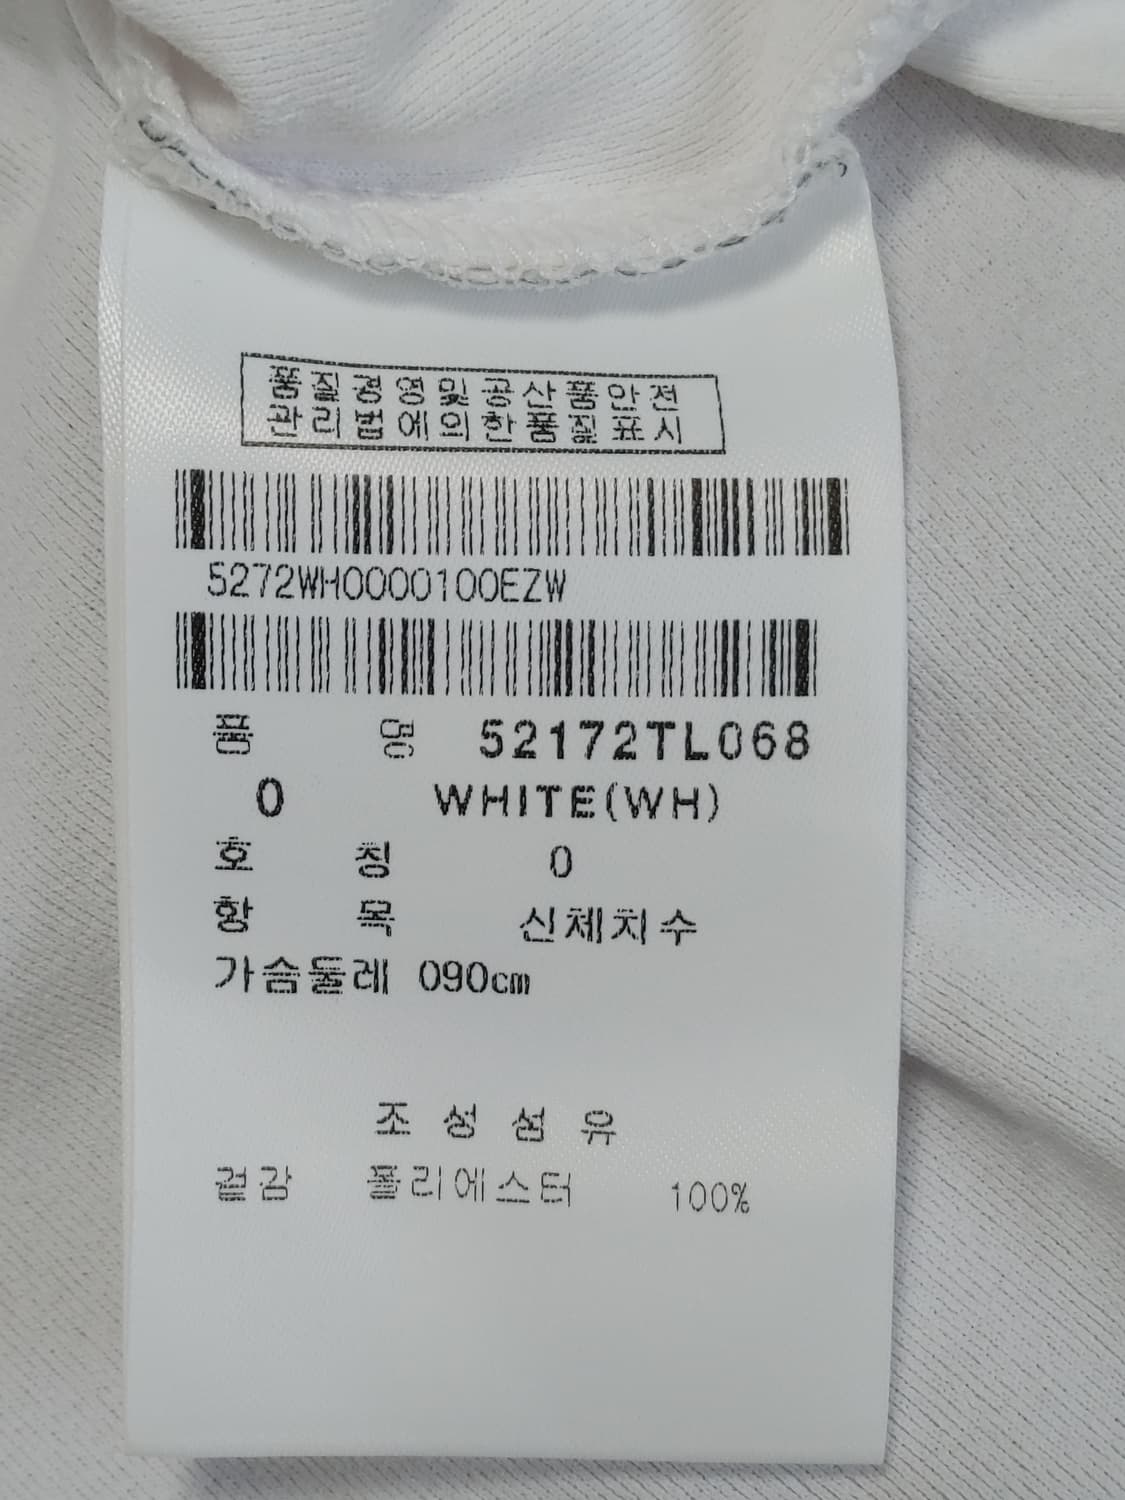 품질경영및공산품안전
관리법에의한품질표시
5272WH0000100EZW
품 명 52172TL068
0 WHITE(WH)
호 칭 0
항 목 신체치수
가슴둘레 090cm
조성섬유
겉감 폴리에스터 100%